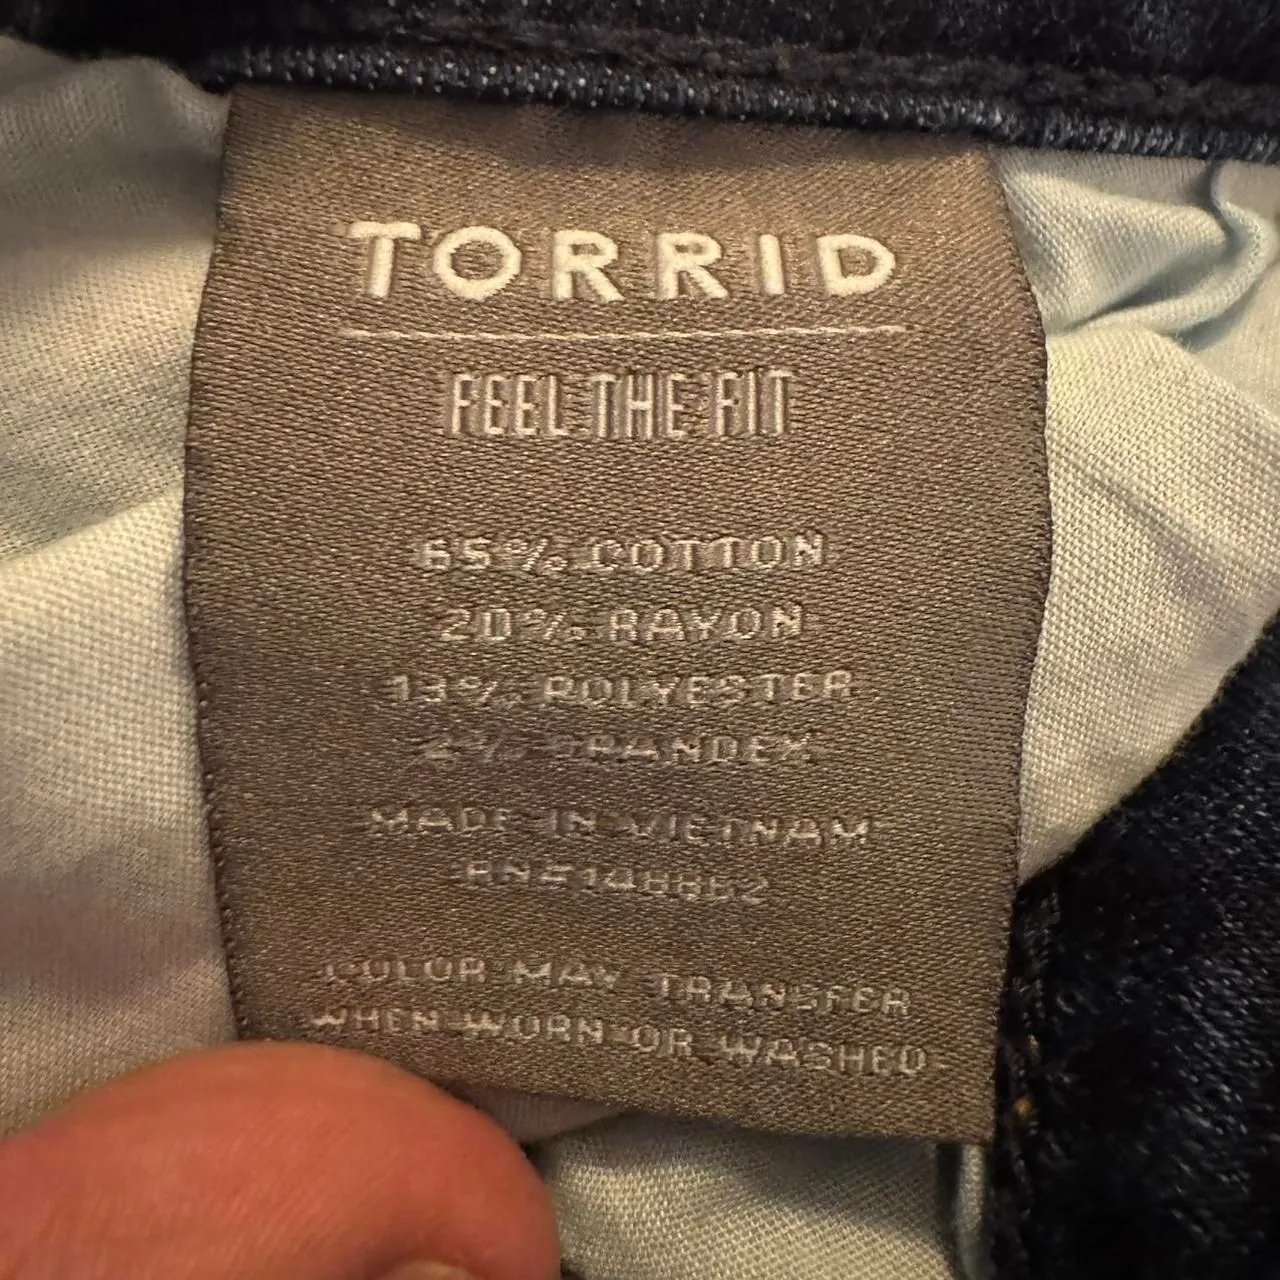 TORRID
FEEL THE FIT
65% COTTON
20% RAYON
13% POLYESTER
2% SPANDEX
MADE IN VIETNAM
COLOR MAY TRANSFER
WHEN WORN OR WASHED